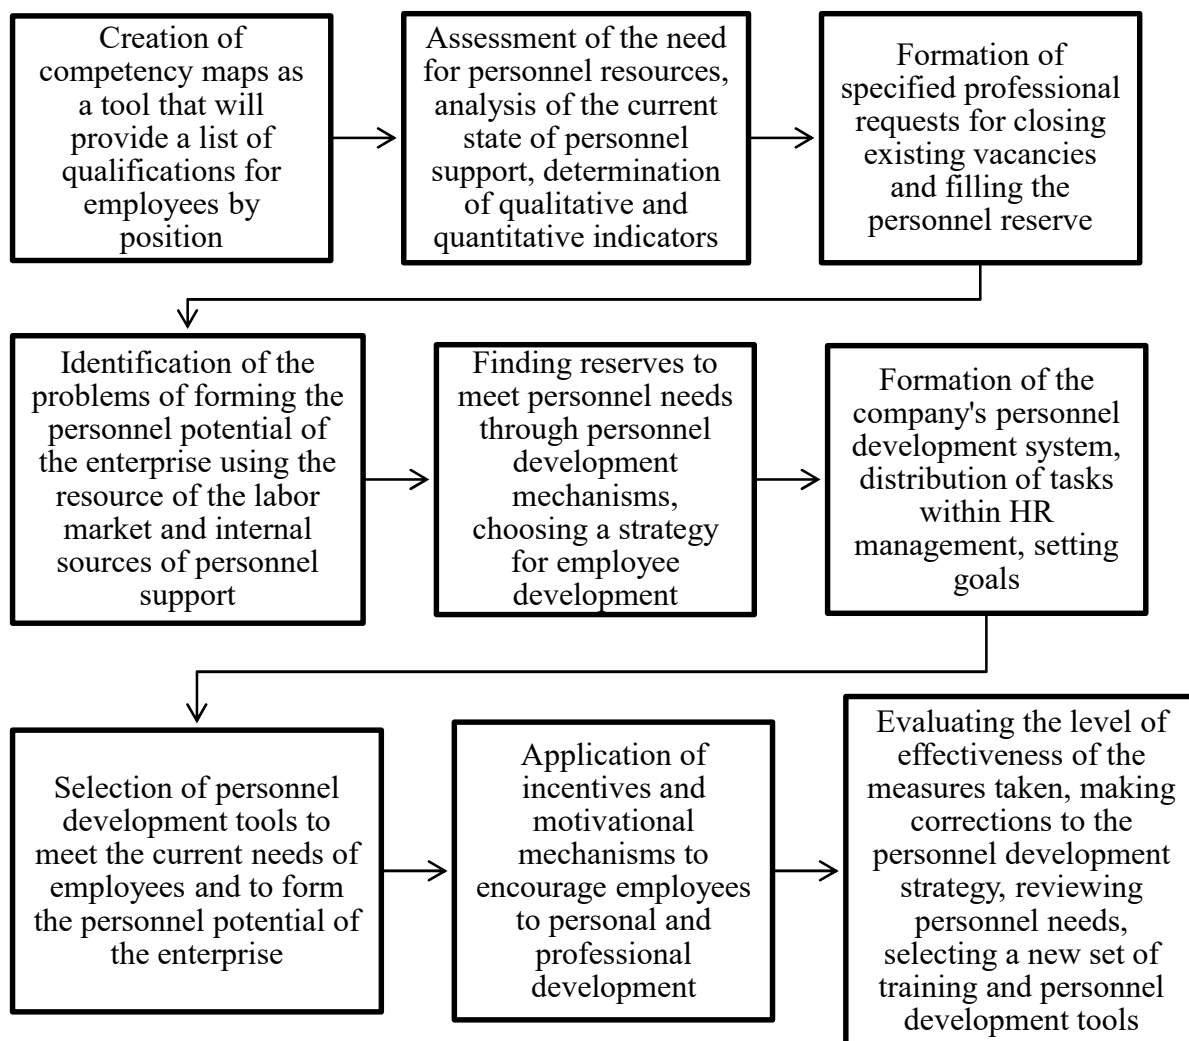 Creation of
competency maps as
a tool that will
provide a list of
qualifications for
employees by
position
Assessment of the need
for personnel resources,
analysis of the current
state of personnel
support, determination
of qualitative and
quantitative indicators
Formation of
specified professional
requests for closing
existing vacancies
and filling the
personnel reserve
Identification of the
problems of forming the
personnel potential of
the enterprise using the
resource of the labor
market and internal
sources of personnel
support
Finding reserves to
meet personnel needs
through personnel
development
mechanisms,
choosing a strategy
for employee
development
Formation of the
company's personnel
development system,
distribution of tasks
within HR
management, setting
goals
Selection of personnel
development tools to
meet the current needs of
employees and to form
the personnel potential of
the enterprise
Application of
incentives and
motivational
mechanisms to
encourage employees
to personal and
professional
development
Evaluating the level of
effectiveness of the
measures taken, making
corrections to the
personnel development
strategy, reviewing
personnel needs,
selecting a new set of
training and personnel
development tools